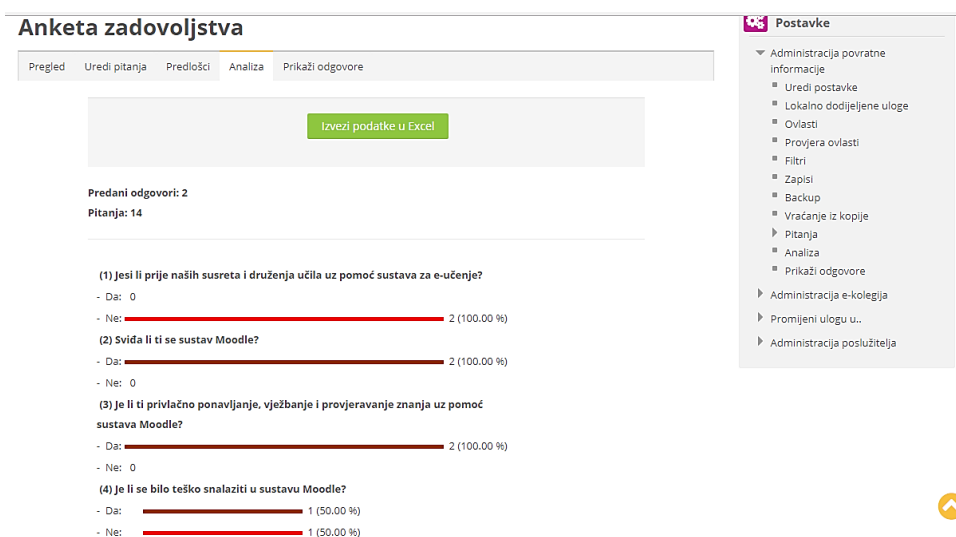 Anketa zadovoljstva
Pregled Uredi pitanja Predlošci Analiza Prikaži odgovore
Izvezi podatke u Excel
Predani odgovori: 2
Pitanja: 14
(1) Jesi li prije naših susreta i druženja učila uz pomoć sustava za e-učenje?
- Da: 0
- Ne: 2 (100.00 %)
(2) Sviđa li ti se sustav Moodle?
- Da: 2 (100.00 %)
- Ne: 0
(3) Je li ti privlačno ponavljanje, vježbanje i provjeravanje znanja uz pomoć
sustava Moodle?
- Da: 2 (100.00 %)
- Ne: 0
(4) Je li se bilo teško snalaziti u sustavu Moodle?
- Da: 1 (50.00 %)
- Ne: 1 (50.00 %)
Postavke
Administracija povratne
informacije
Uredi postavke
Lokalno dodijeljene uloge
Ovlasti
Provjera ovlasti
Filtri
Zapisi
Backup
Vraćanje iz kopije
Pitanja
Analiza
Prikaži odgovore
Administracija e-kolegija
Promijeni ulogu u..
Administracija poslužitelja